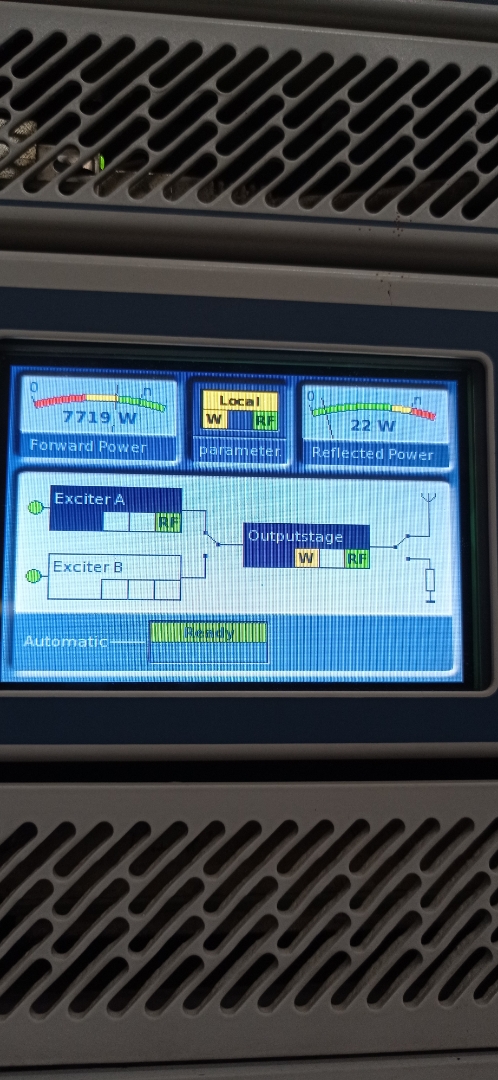 0 n
7719 W
Forward Power
Local
W RF
parameter
0 n
22 W
Reflected Power
Exciter A
RF
Exciter B
Outputstage
W RF
Automatic
Ready